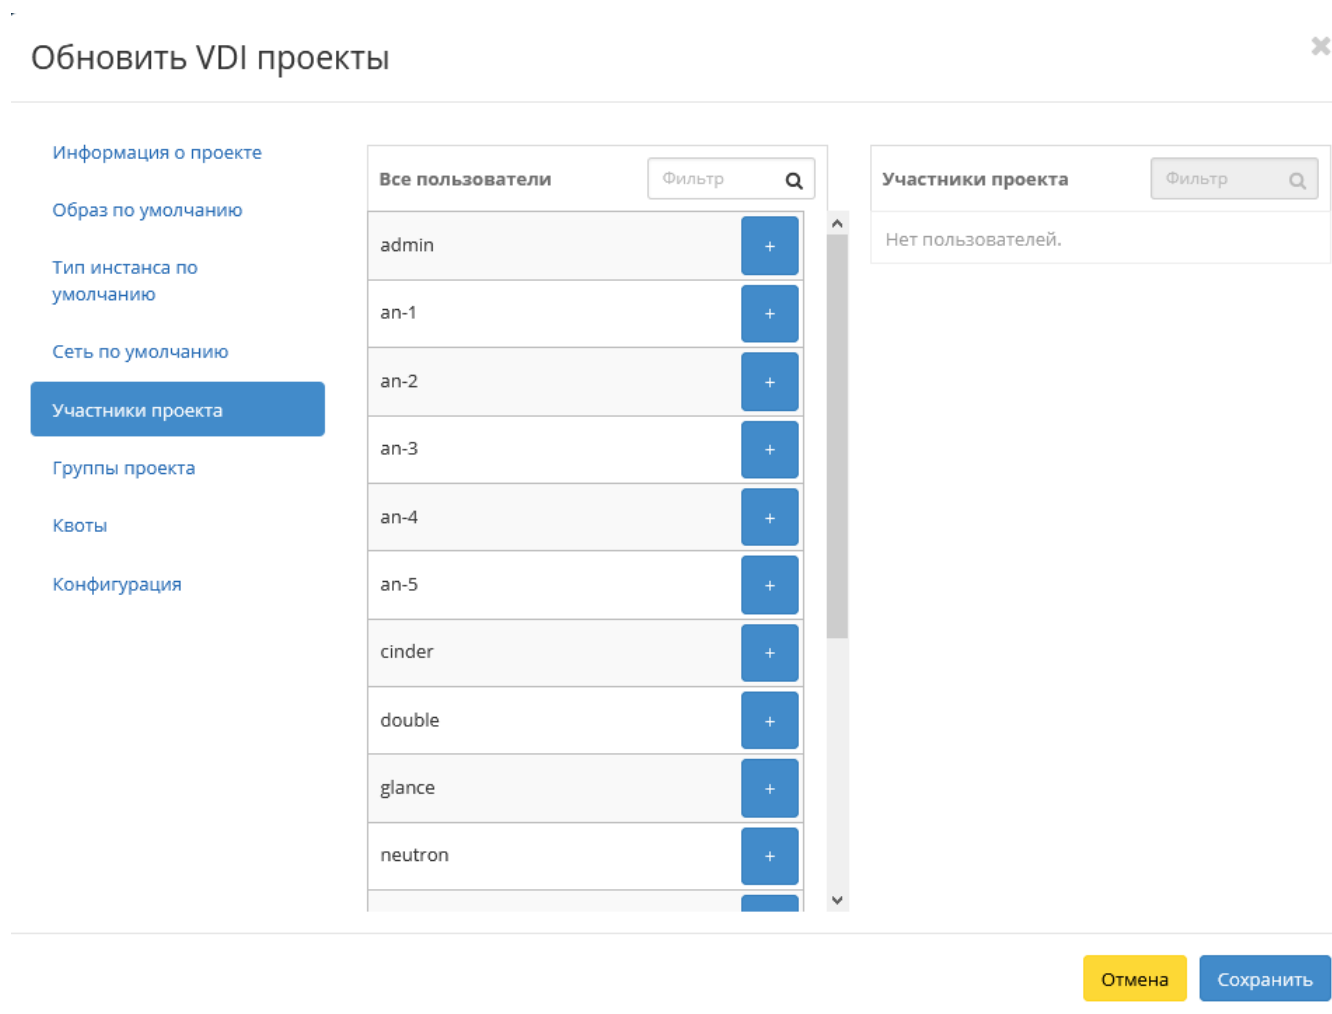 Обновить VDI проекты
Информация о проекте
Образ по умолчанию
Тип инстанса по
умолчанию
Сеть по умолчанию
Участники проекта
Группы проекта
Квоты
Конфигурация
Все пользователи
Фильтр
admin
+
an-1
+
an-2
+
an-3
+
an-4
+
an-5
+
cinder
+
double
+
glance
+
neutron
+
Участники проекта
Фильтр
Нет пользователей.
Отмена
Сохранить